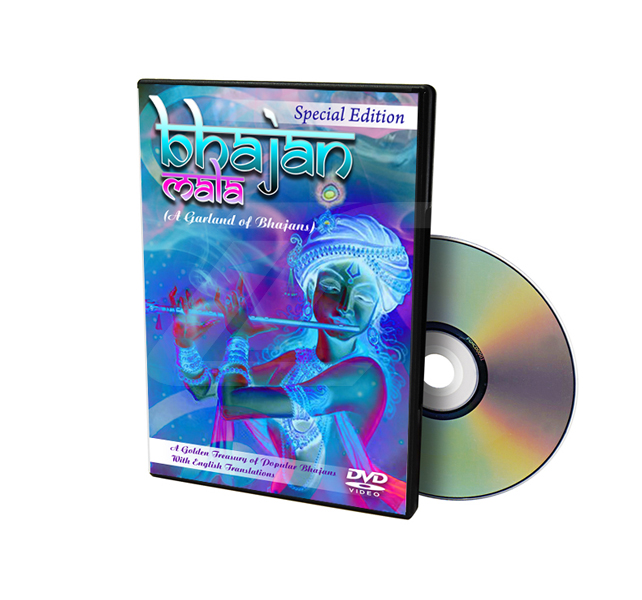 Special Edition
bhajan
mala
(A Garland of Bhajans)
A Golden Treasury of Popular Bhajans
With English Translations
DVD
VIDEO